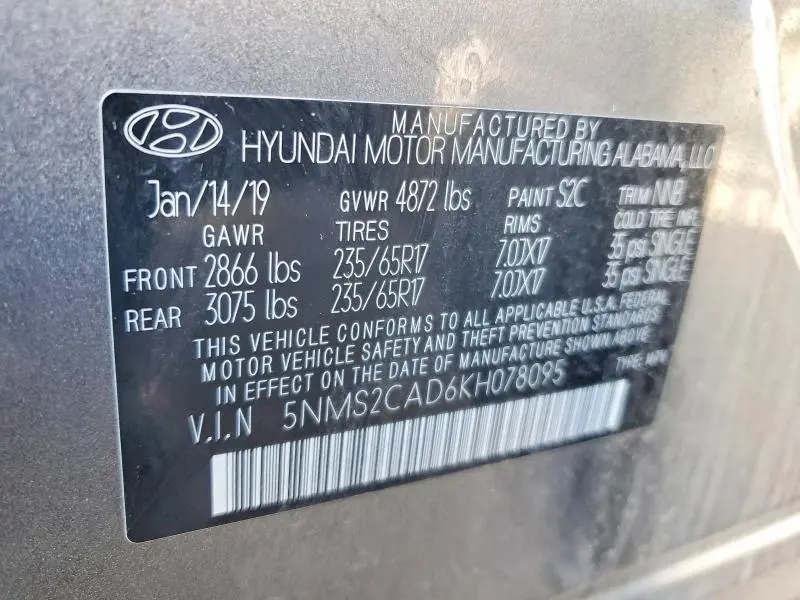 MANUFACTURED BY
HYUNDAI MOTOR MANUFACTURING ALABAMA, LLC
Jan/14/19 GVWR 4872 lbs PAINT S2C TRIM NNB
GAWR TIRES RIMS COLD TIRE INFL
FRONT 2866 lbs 235/65R17 7.0JX17 35 psi SINGLE
REAR 3075 lbs 235/65R17 7.0JX17 35 psi SINGLE
THIS VEHICLE CONFORMS TO ALL APPLICABLE U.S.A. FEDERAL
MOTOR VEHICLE SAFETY AND THEFT PREVENTION STANDARDS
IN EFFECT ON THE DATE OF MANUFACTURE SHOWN ABOVE
V.I.N 5NMS2CAD6KH078095 TYPE MPV